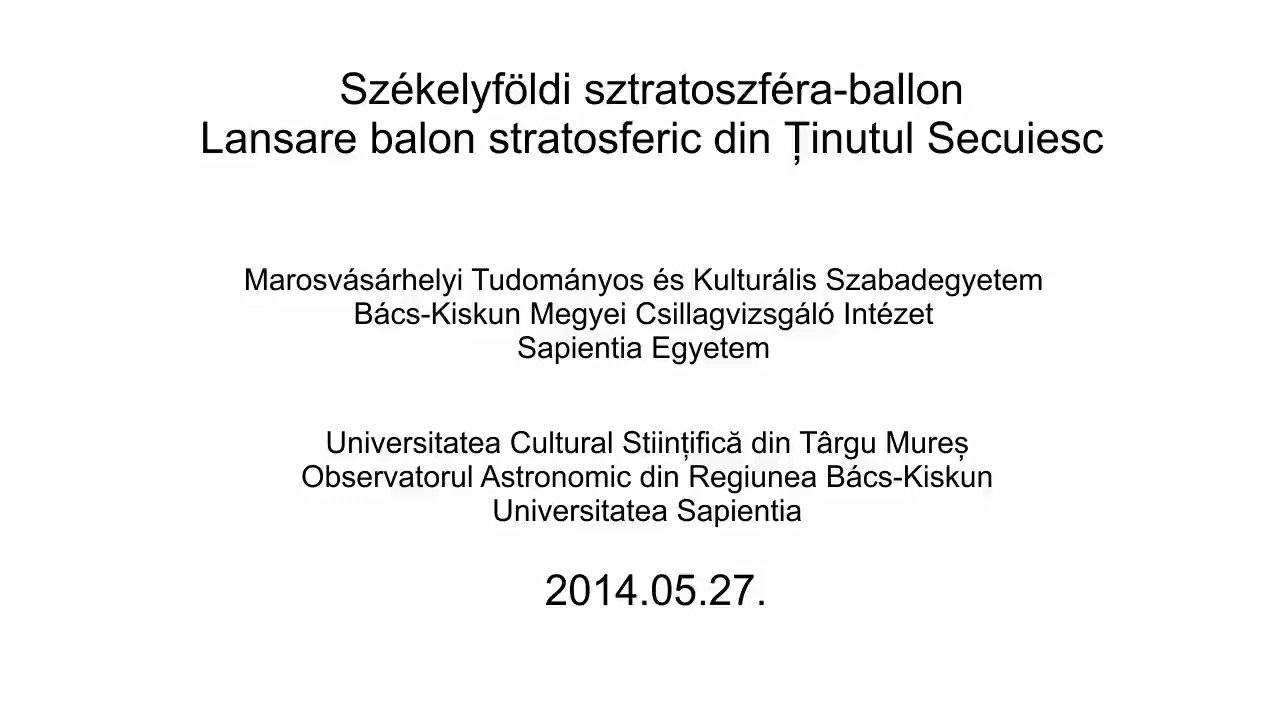 Székelyföldi sztratoszféra-ballon
Lansare balon stratosferic din Ținutul Secuiesc
Marosvásárhelyi Tudományos és Kulturális Szabadegyetem
Bács-Kiskun Megyei Csillagvizsgáló Intézet
Sapientia Egyetem
Universitatea Cultural Stiințifică din Târgu Mureș
Observatorul Astronomic din Regiunea Bács-Kiskun
Universitatea Sapientia
2014.05.27.